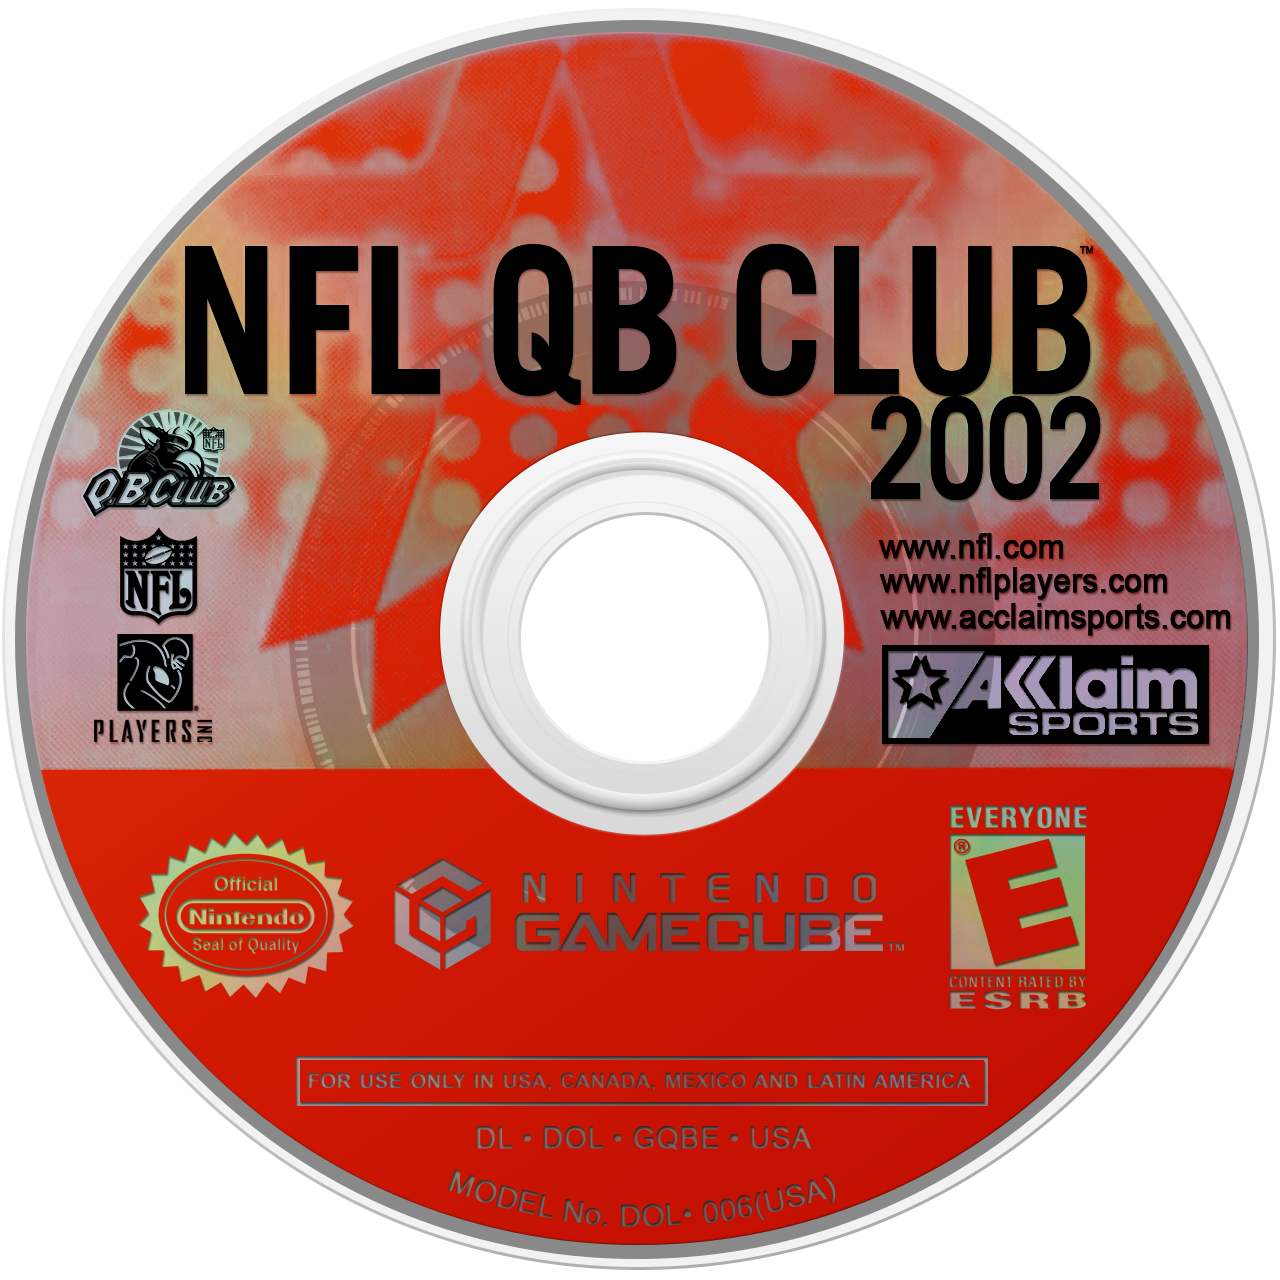 NFL QB CLUB™
2002
NFL
Q.B.CLUB
NFL
PLAYERS INC
www.nfl.com
www.nflplayers.com
www.acclaimsports.com
AKKlaim
SPORTS
EVERYONE
E®
CONTENT RATED BY
ESRB
Official
Nintendo
Seal of Quality
NINTENDO
GAMECUBE™
FOR USE ONLY IN USA, CANADA, MEXICO AND LATIN AMERICA
DL • DOL • GQBE • USA
MODEL No. DOL• 006(USA)